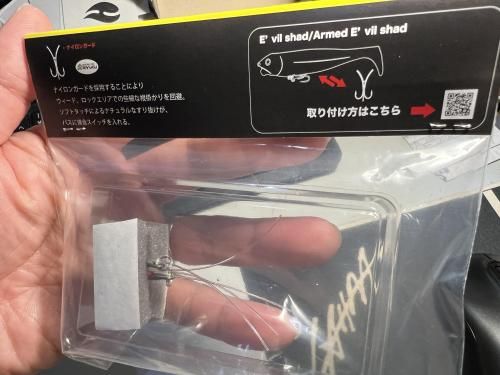 +ナイロンガード
ナイロンガードを採用することにより
ウィード、ロックエリアでの些細な根掛かりを回避。
ソフトタッチによるナチュラルなすり抜けが、
バスに捕食スイッチを入れる。
E' vil shad/Armed E' vil shad
取り付け方はこちら